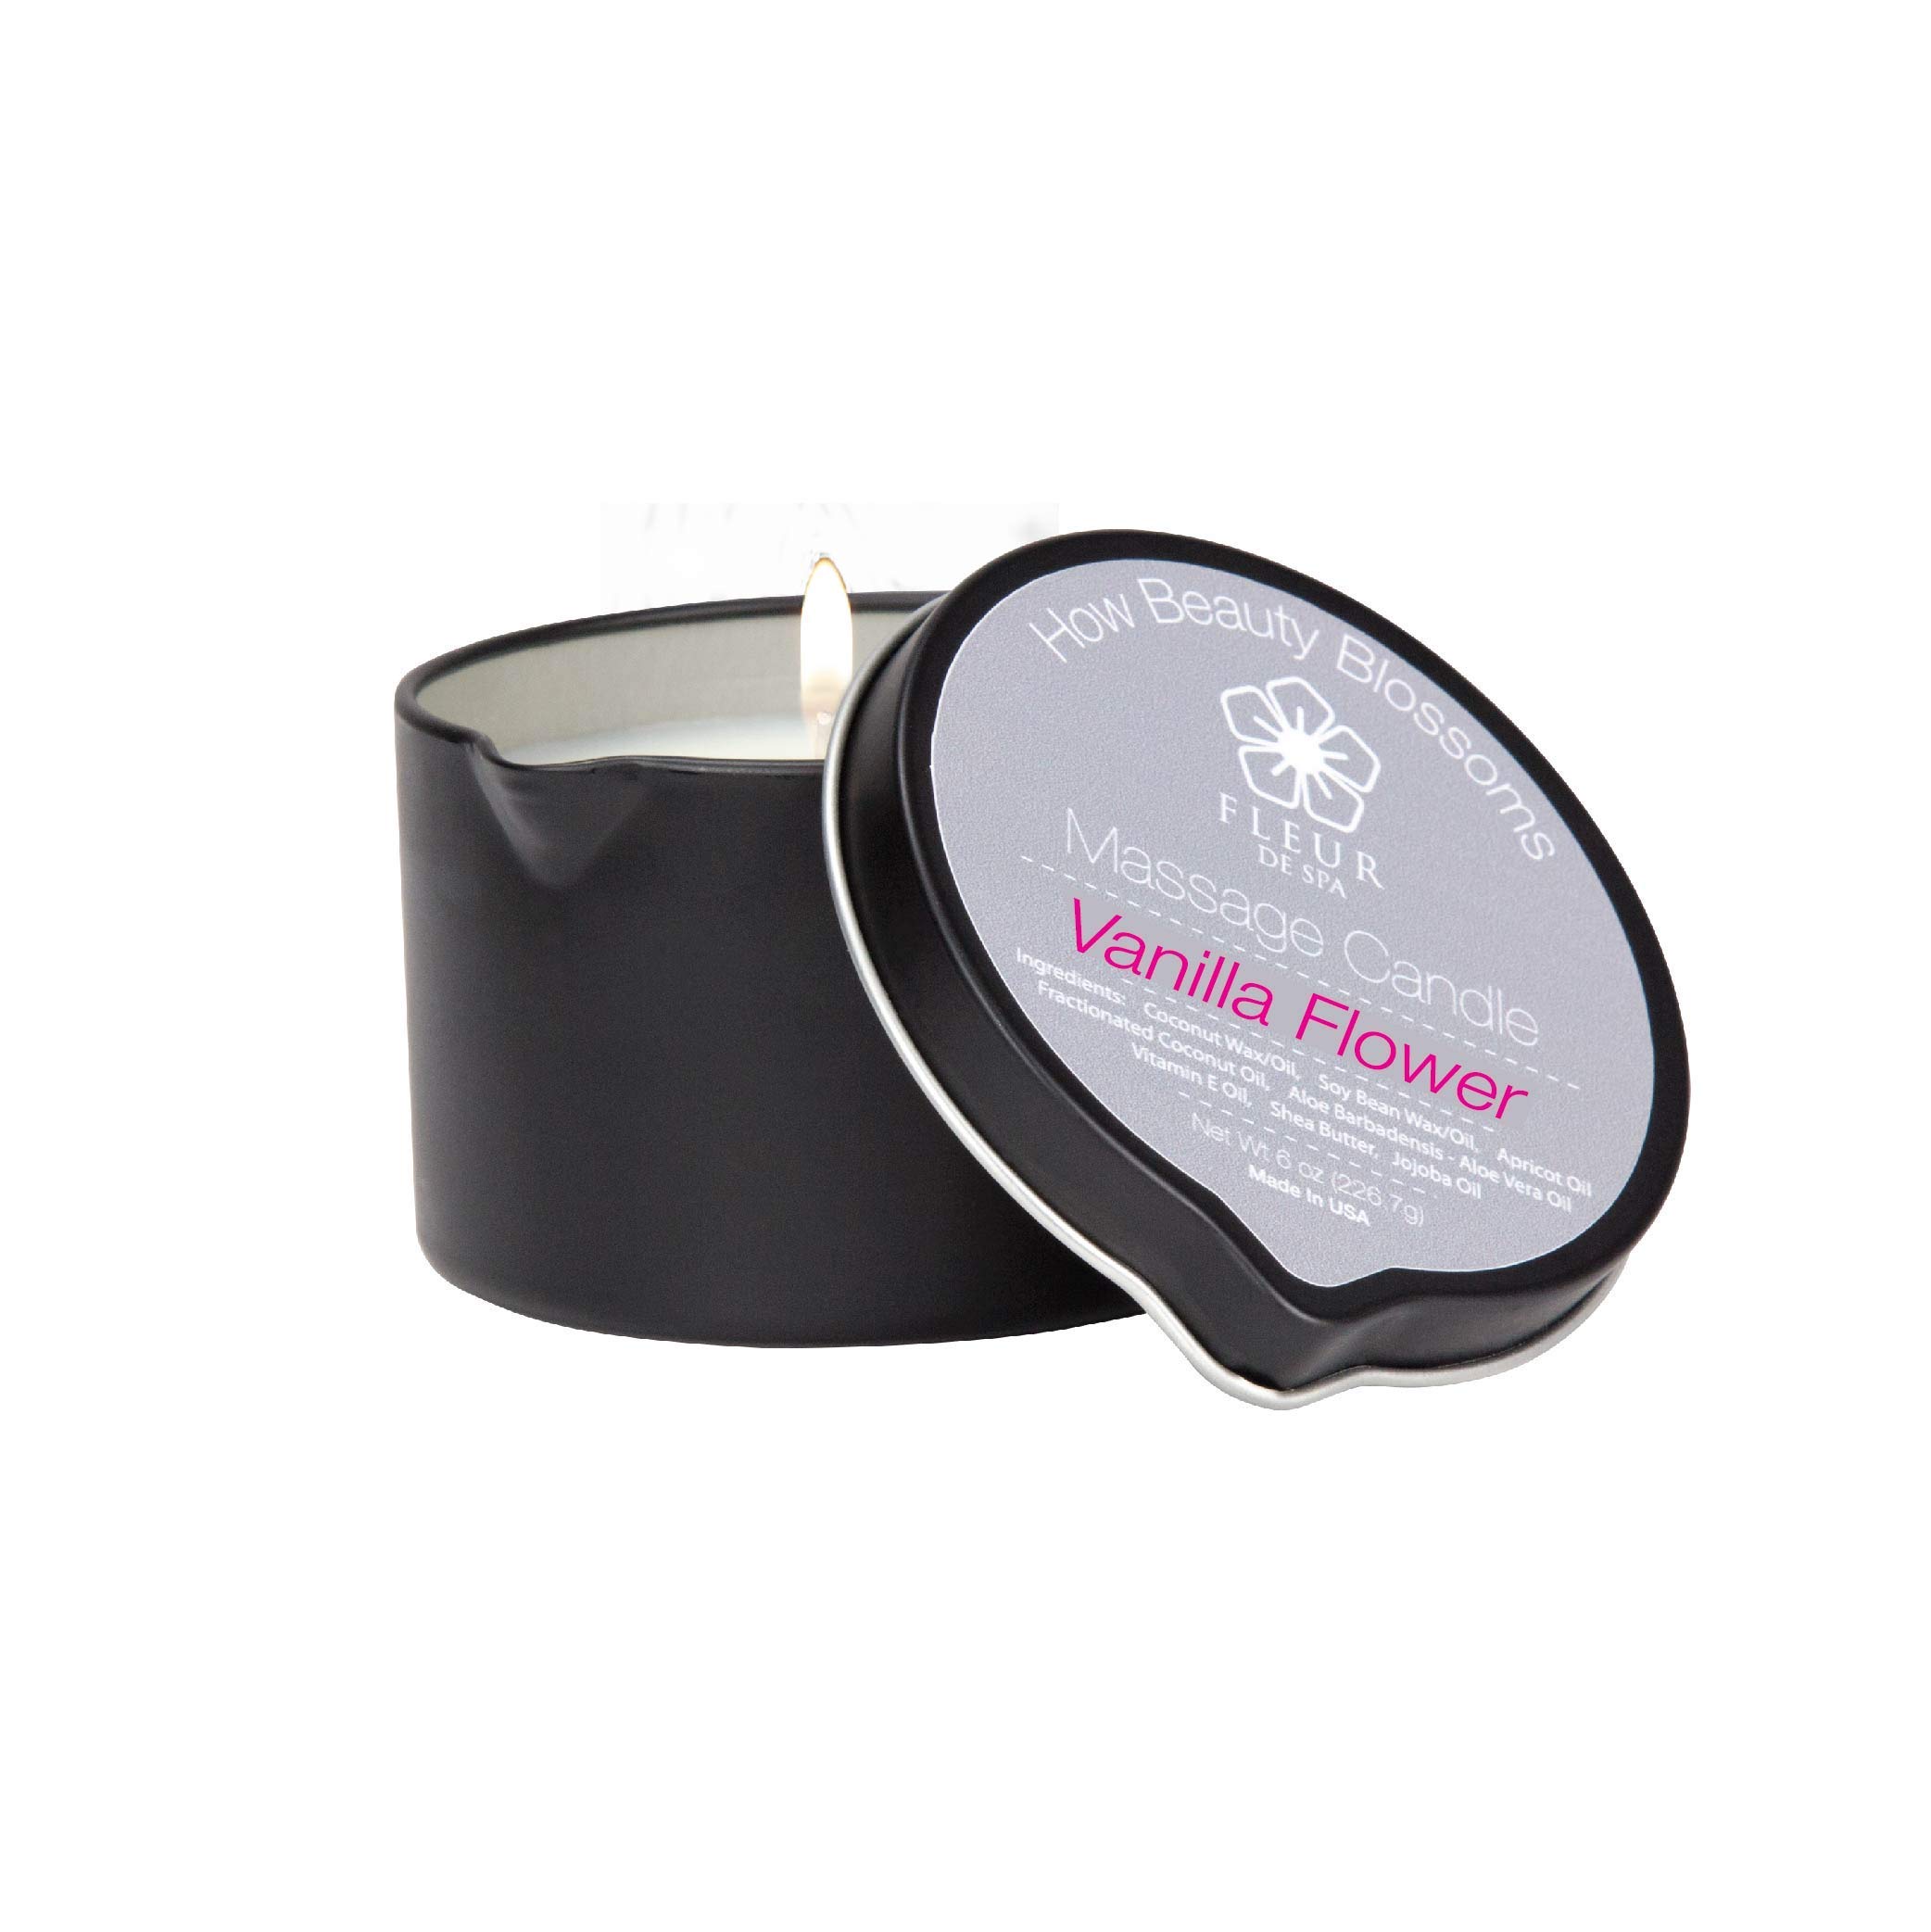 How Beauty Blossoms
FLEUR
DE SPA
Massage Candle
Vanilla Flower
Ingredients: Coconut Wax/Oil, Soy Bean Wax/Oil, Apricot Oil
Fractionated Coconut Oil, Aloe Barbadensis - Aloe Vera Oil
Vitamin E Oil, Shea Butter, Jojoba Oil
Net Wt 6 oz (226.7g)
Made In USA